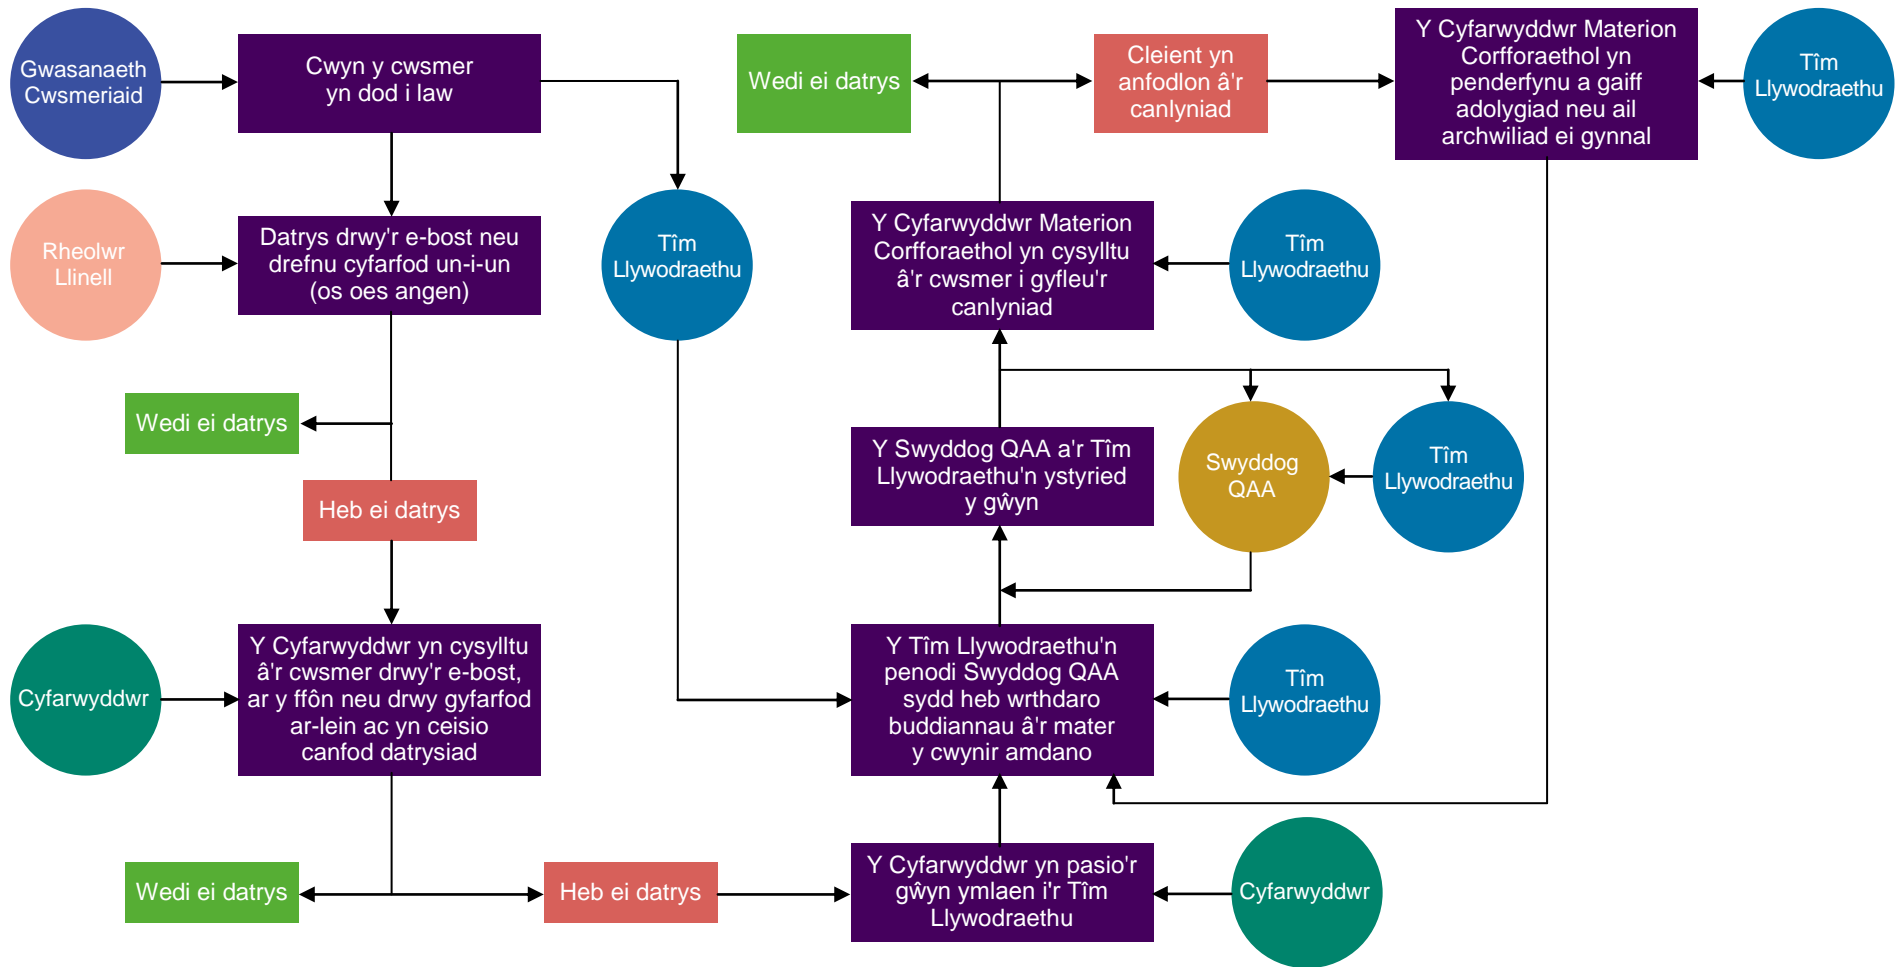 Gwasanaeth
Cwsmeriaid
Cwyn y cwsmer
yn dod i law
Rheolwr
Llinell
Datrys drwy'r e-bost neu
drefnu cyfarfod un-i-un
(os oes angen)
Tîm
Llywodraethu
Wedi ei datrys
Heb ei datrys
Cyfarwyddwr
Y Cyfarwyddwr yn cysylltu
â'r cwsmer drwy'r e-bost,
ar y ffôn neu drwy gyfarfod
ar-lein ac yn ceisio
canfod datrysiad
Wedi ei datrys
Heb ei datrys
Y Cyfarwyddwr yn pasio'r
gŵyn ymlaen i'r Tîm
Llywodraethu
Cyfarwyddwr
Y Tîm Llywodraethu'n
penodi Swyddog QAA
sydd heb wrthdaro
buddiannau â'r mater
y cwynir amdano
Tîm
Llywodraethu
Y Swyddog QAA a'r Tîm
Llywodraethu'n ystyried
y gŵyn
Swyddog
QAA
Tîm
Llywodraethu
Y Cyfarwyddwr Materion
Corfforaethol yn cysylltu
â'r cwsmer i gyfleu'r
canlyniad
Tîm
Llywodraethu
Wedi ei datrys
Cleient yn
anfodlon â'r
canlyniad
Y Cyfarwyddwr Materion
Corfforaethol yn
penderfynu a gaiff
adolygiad neu ail
archwiliad ei gynnal
Tîm
Llywodraethu